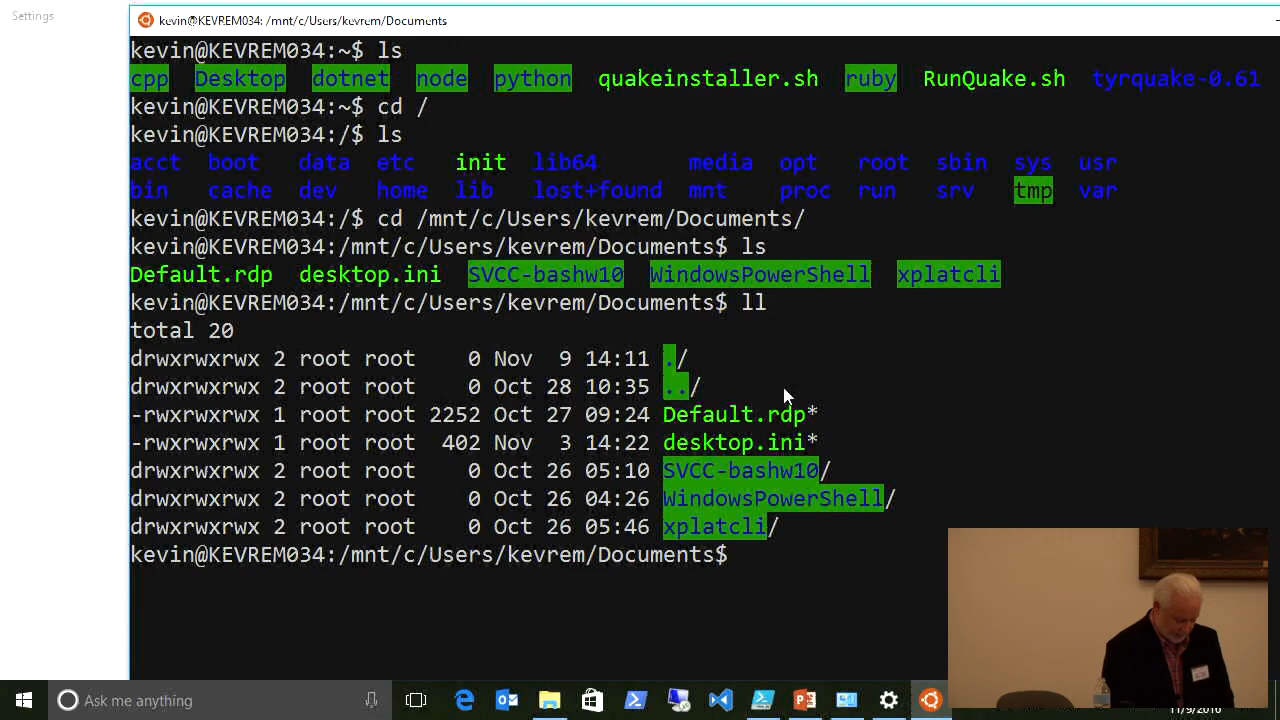 Settings
kevin@KEVREM034: /mnt/c/Users/kevrem/Documents
kevin@KEVREM034:~$ ls
cpp Desktop dotnet node python quakeinstaller.sh ruby RunQuake.sh tyrquake-0.61
kevin@KEVREM034:~$ cd /
kevin@KEVREM034:/$ ls
acct boot data etc init lib64 media opt root sbin sys usr
bin cache dev home lib lost+found mnt proc run srv tmp var
kevin@KEVREM034:/$ cd /mnt/c/Users/kevrem/Documents/
kevin@KEVREM034:/mnt/c/Users/kevrem/Documents$ ls
Default.rdp desktop.ini SVCC-bashw10 WindowsPowerShell xplatcli
kevin@KEVREM034:/mnt/c/Users/kevrem/Documents$ ll
total 20
drwxrwxrwx 2 root root 0 Nov 9 14:11 ./
drwxrwxrwx 2 root root 0 Oct 28 10:35 ../
-rwxrwxrwx 1 root root 2252 Oct 27 09:24 Default.rdp*
-rwxrwxrwx 1 root root 402 Nov 3 14:22 desktop.ini*
drwxrwxrwx 2 root root 0 Oct 26 05:10 SVCC-bashw10/
drwxrwxrwx 2 root root 0 Oct 26 04:26 WindowsPowerShell/
drwxrwxrwx 2 root root 0 Oct 26 05:46 xplatcli/
kevin@KEVREM034:/mnt/c/Users/kevrem/Documents$
Ask me anything
11/9/2016